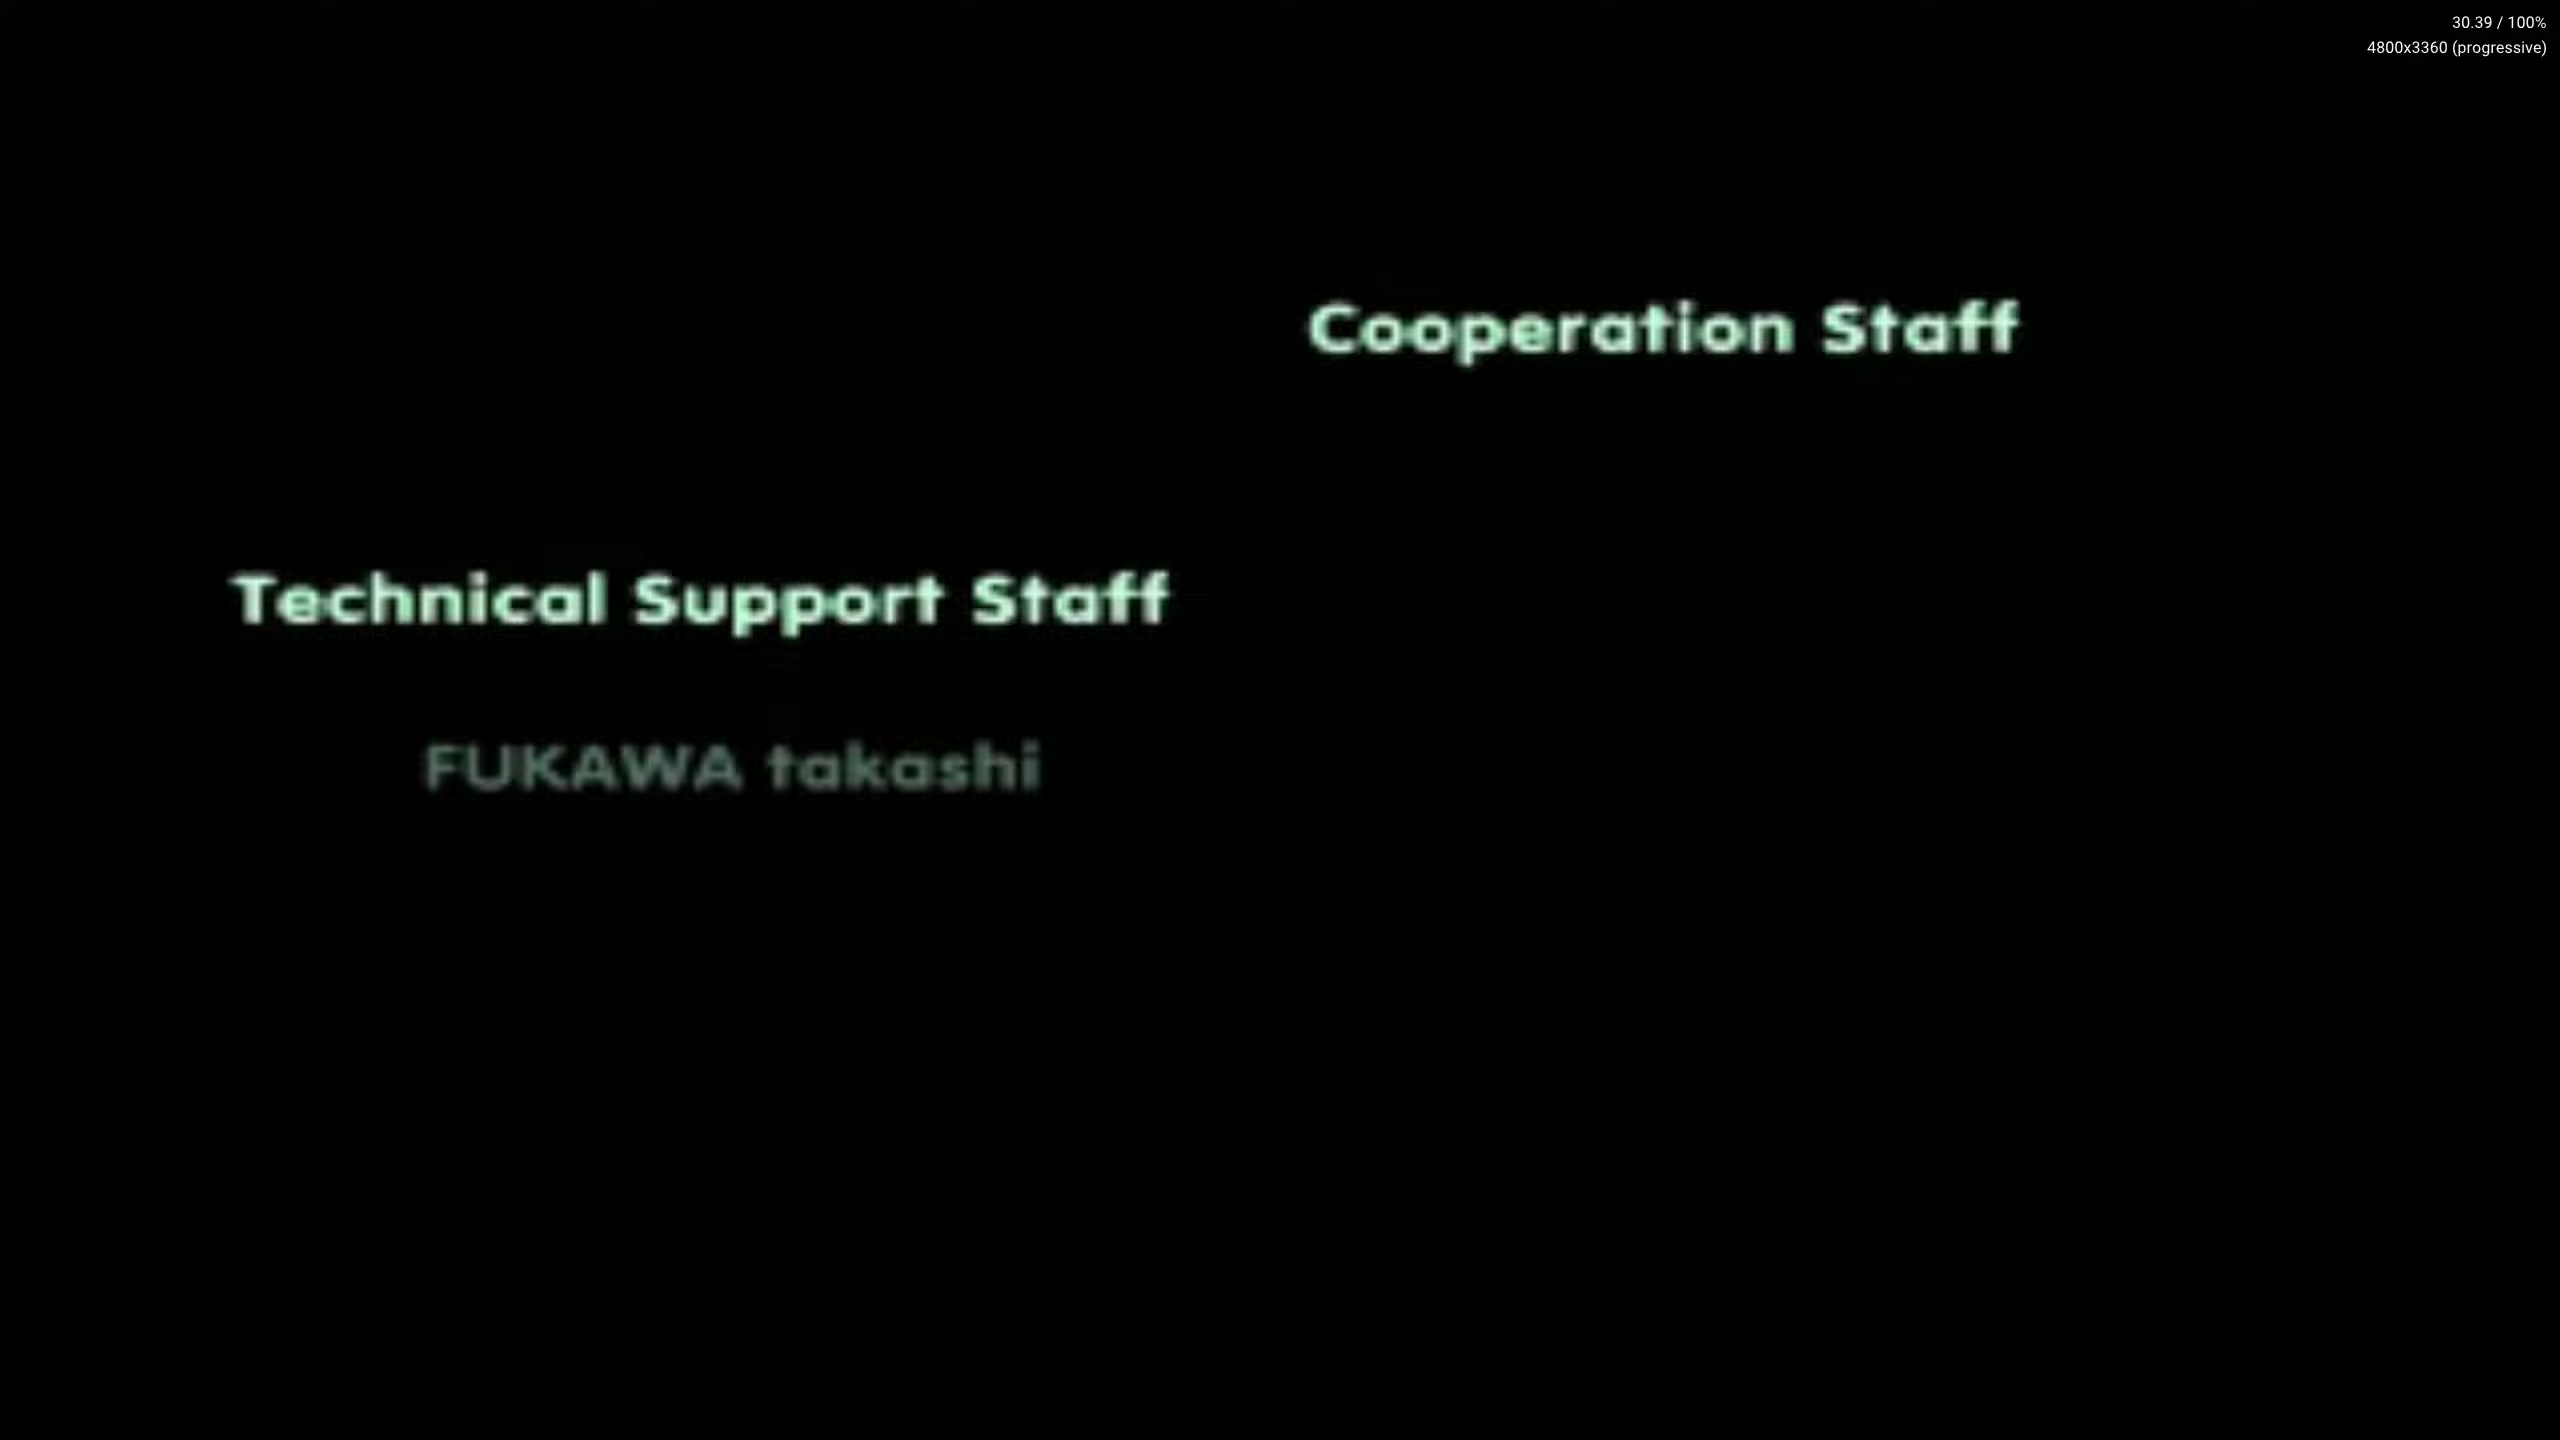 30.39 / 100%
4800x3360 (progressive)
Cooperation Staff
Technical Support Staff
FUKAWA takashi